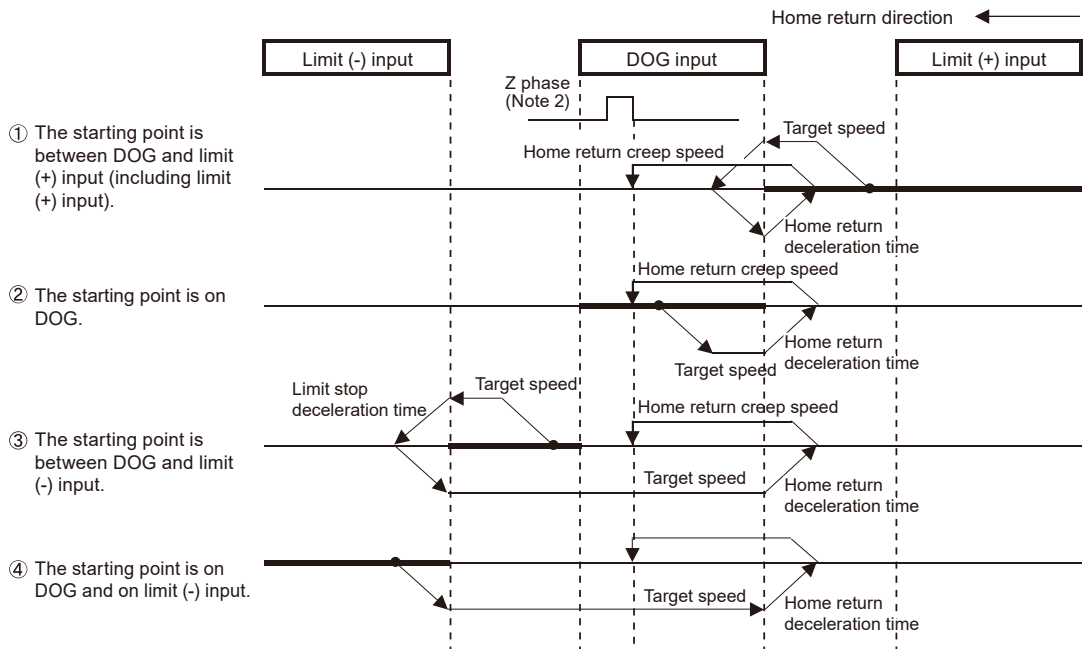 Home return direction
Limit (-) input
DOG input
Limit (+) input
Z phase
(Note 2)
① The starting point is
between DOG and limit
(+) input (including limit
(+) input).
Target speed
Home return creep speed
Home return
deceleration time
② The starting point is on
DOG.
Home return creep speed
Target speed
Home return
deceleration time
③ The starting point is
between DOG and limit
(-) input.
Limit stop
deceleration time
Target speed
Home return creep speed
Target speed
Home return
deceleration time
④ The starting point is on
DOG and on limit (-) input.
Target speed
Home return
deceleration time